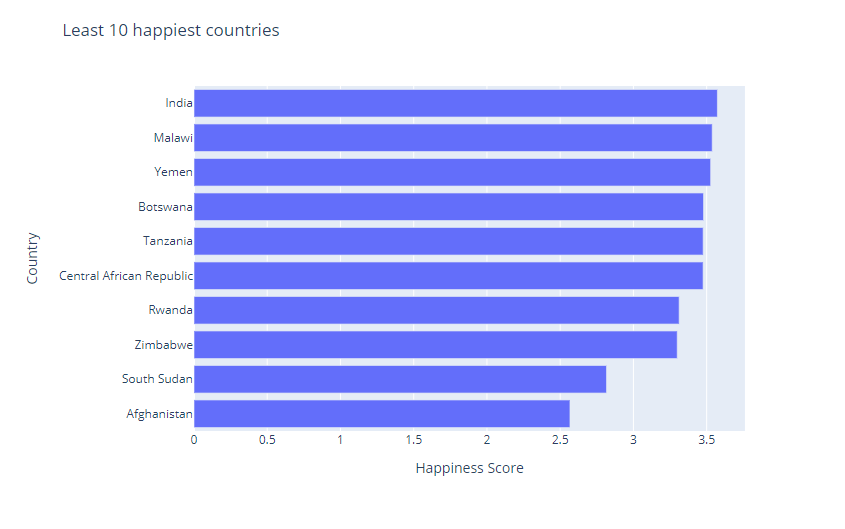 Least 10 happiest countries
Country
India
Malawi
Yemen
Botswana
Tanzania
Central African Republic
Rwanda
Zimbabwe
South Sudan
Afghanistan
0 0.5 1 1.5 2 2.5 3 3.5
Happiness Score